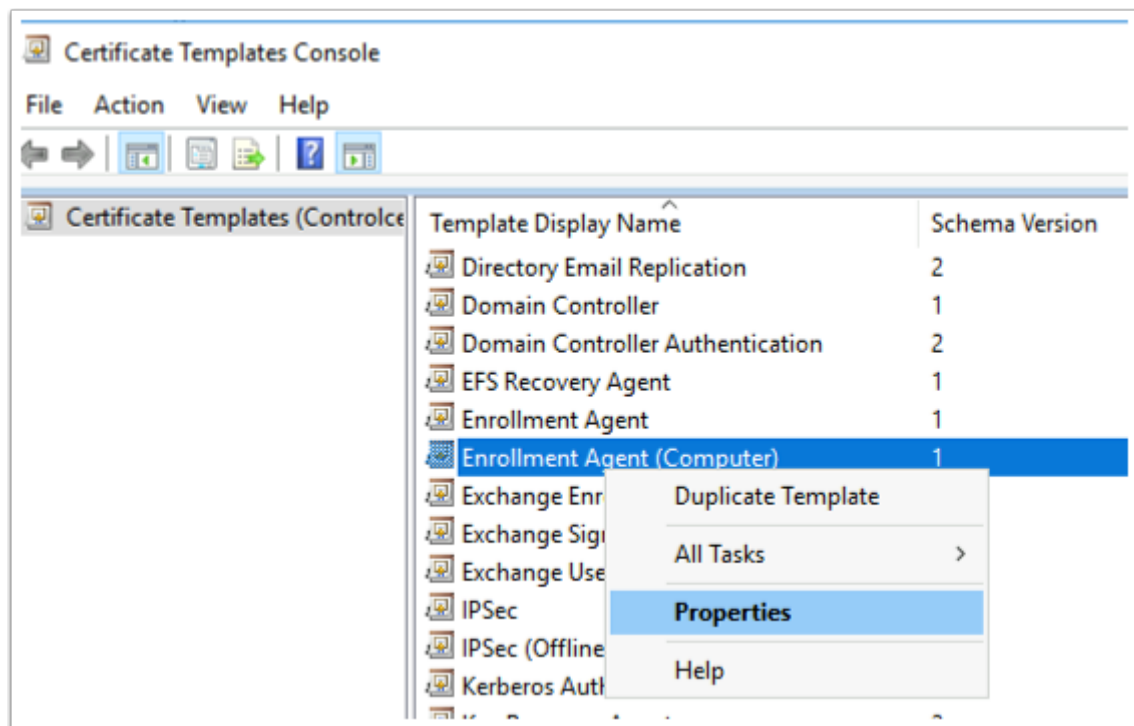 Certificate Templates Console
File Action View Help
Certificate Templates (Controlce
Template Display Name Schema Version
Directory Email Replication 2
Domain Controller 1
Domain Controller Authentication 2
EFS Recovery Agent 1
Enrollment Agent 1
Enrollment Agent (Computer) 1
Exchange Enr
Duplicate Template
Exchange Sig
All Tasks
Exchange Use
IPSec
Properties
IPSec (Offline
Help
Kerberos Auth